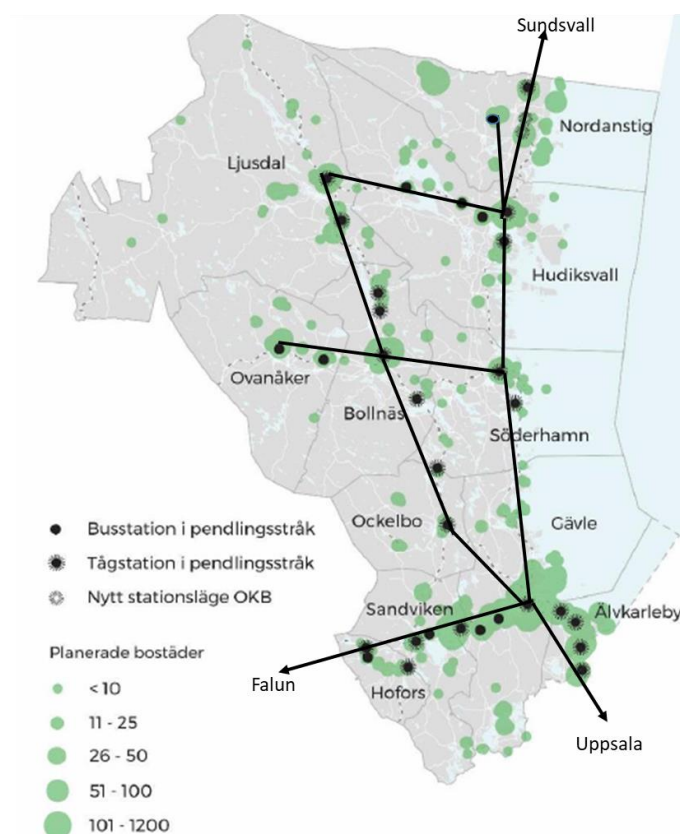 Sundsvall
Nordanstig
Ljusdal
Hudiksvall
Ovanåker
Bollnäs
Söderhamn
Ockelbo
Gävle
Busstation i pendlingsstråk
Tågstation i pendlingsstråk
Nytt stationsläge OKB
Sandviken
Älvkarleby
Planerade bostäder
Falun
Hofors
< 10
11 - 25
Uppsala
26 - 50
51 - 100
101 - 1200